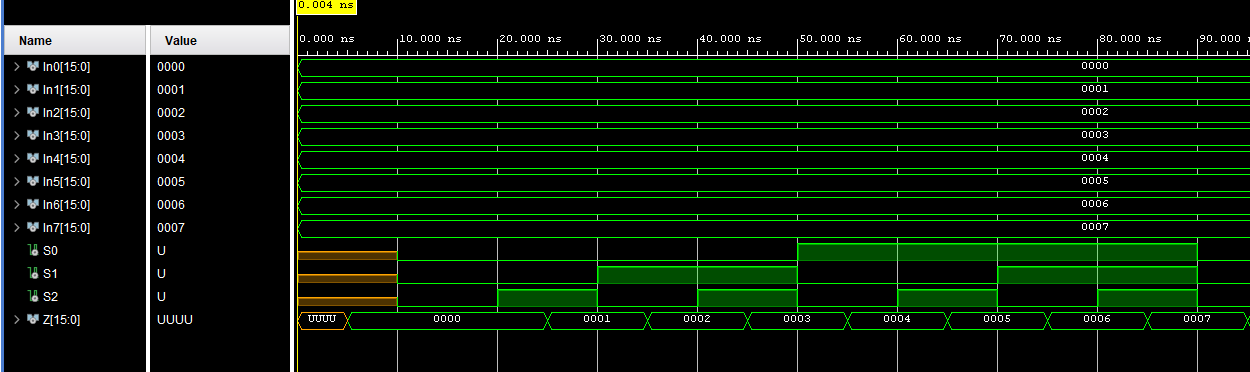 0.004 ns
Name Value
0.000 ns 10.000 ns 20.000 ns 30.000 ns 40.000 ns 50.000 ns 60.000 ns 70.000 ns 80.000 ns 90.000
In0[15:0] 0000 0000
In1[15:0] 0001 0001
In2[15:0] 0002 0002
In3[15:0] 0003 0003
In4[15:0] 0004 0004
In5[15:0] 0005 0005
In6[15:0] 0006 0006
In7[15:0] 0007 0007
S0 U
S1 U
S2 U
Z[15:0] UUUU UUUU 0000 0001 0002 0003 0004 0005 0006 0007